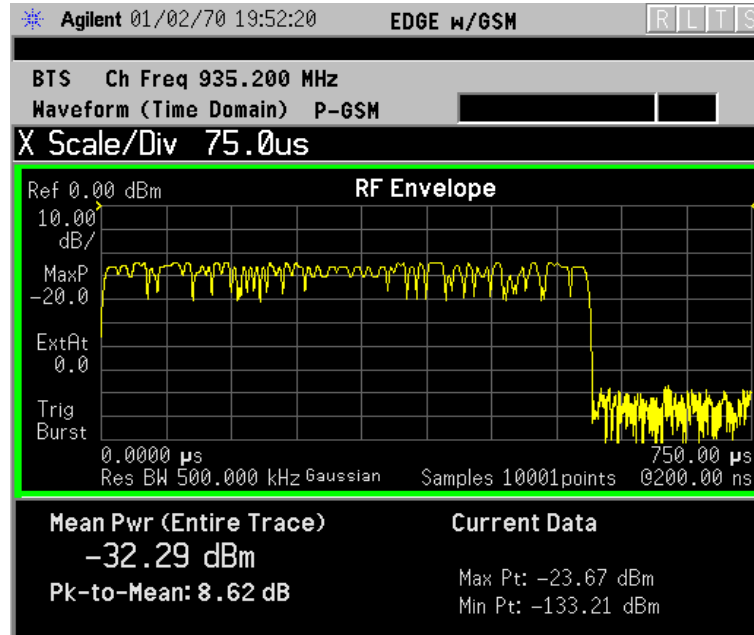 Agilent 01/02/70 19:52:20 EDGE w/GSM R L T S
BTS Ch Freq 935.200 MHz
Waveform (Time Domain) P-GSM
X Scale/Div 75.0us
Ref 0.00 dBm RF Envelope
10.00
dB/
MaxP
-20.0
ExtAt
0.0
Trig
Burst
0.0000 µs 750.00 µs
Res BW 500.000 kHz Gaussian Samples 10001points @200.00 ns
Mean Pwr (Entire Trace) Current Data
-32.29 dBm
Pk-to-Mean: 8.62 dB
Max Pt: -23.67 dBm
Min Pt: -133.21 dBm